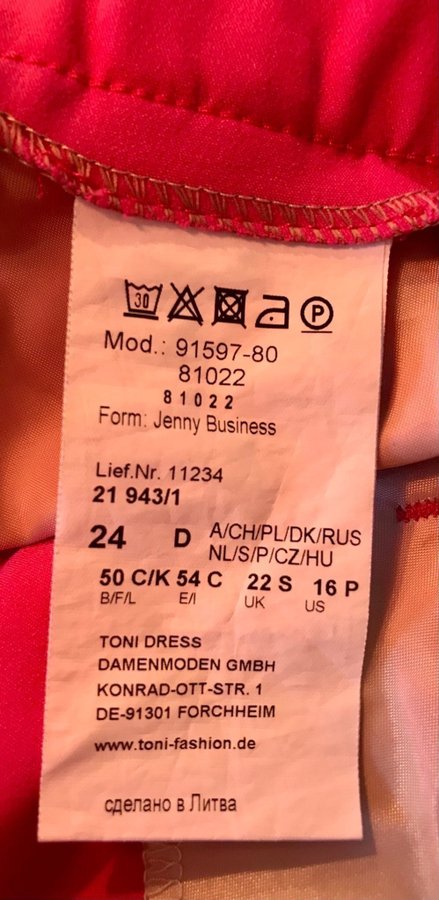 30 P
Mod.: 91597-80
81022
81022
Form: Jenny Business
Lief.Nr. 11234
21 943/1
24 D A/CH/PL/DK/RUS
NL/S/P/CZ/HU
50 C/K 54 C 22 S 16 P
B/F/L E/I UK US
TONI DRESS
DAMENMODEN GMBH
KONRAD-OTT-STR. 1
DE-91301 FORCHHEIM
www.toni-fashion.de
сделано в Литва